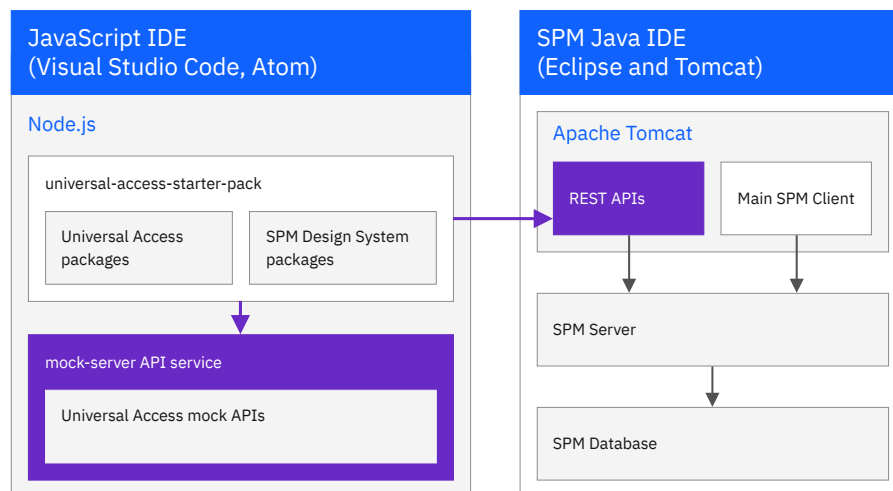 JavaScript IDE
(Visual Studio Code, Atom)
Node.js
universal-access-starter-pack
Universal Access
packages
SPM Design System
packages
mock-server API service
Universal Access mock APIs
SPM Java IDE
(Eclipse and Tomcat)
Apache Tomcat
REST APIs
Main SPM Client
SPM Server
SPM Database